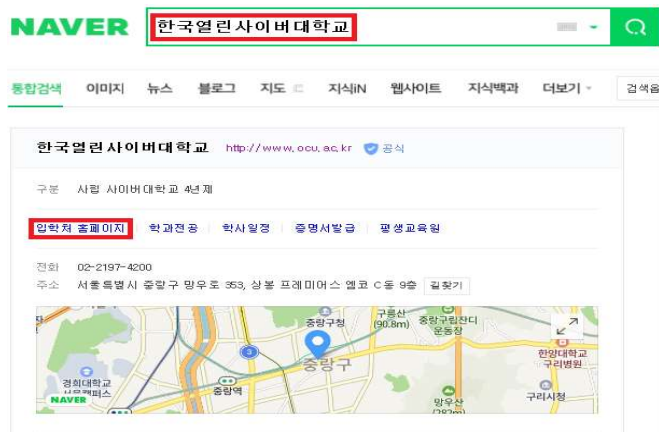 NAVER 한국열린사이버대학교
통합검색 이미지 뉴스 블로그 지도 지식iN 웹사이트 지식백과 더보기 검색옵
한국열린사이버대학교 http://www.ocu.ac.kr 공식
구분 사립 사이버대학교 4년제
입학처 홈페이지 학과전공 학사일정 증명서발급 평생교육원
전화 02-2197-4200
주소 서울특별시 중랑구 망우로 353, 상봉 프레미어스 엠코 C동 9층 길찾기
중랑구청
구릉산
(90.8m)
중랑구립잔디
운동장
3
중랑구
한양대학교
구리병원
경희대학교
서울캠퍼스
중랑역
망우산
(282m)
구리시청
NAVER